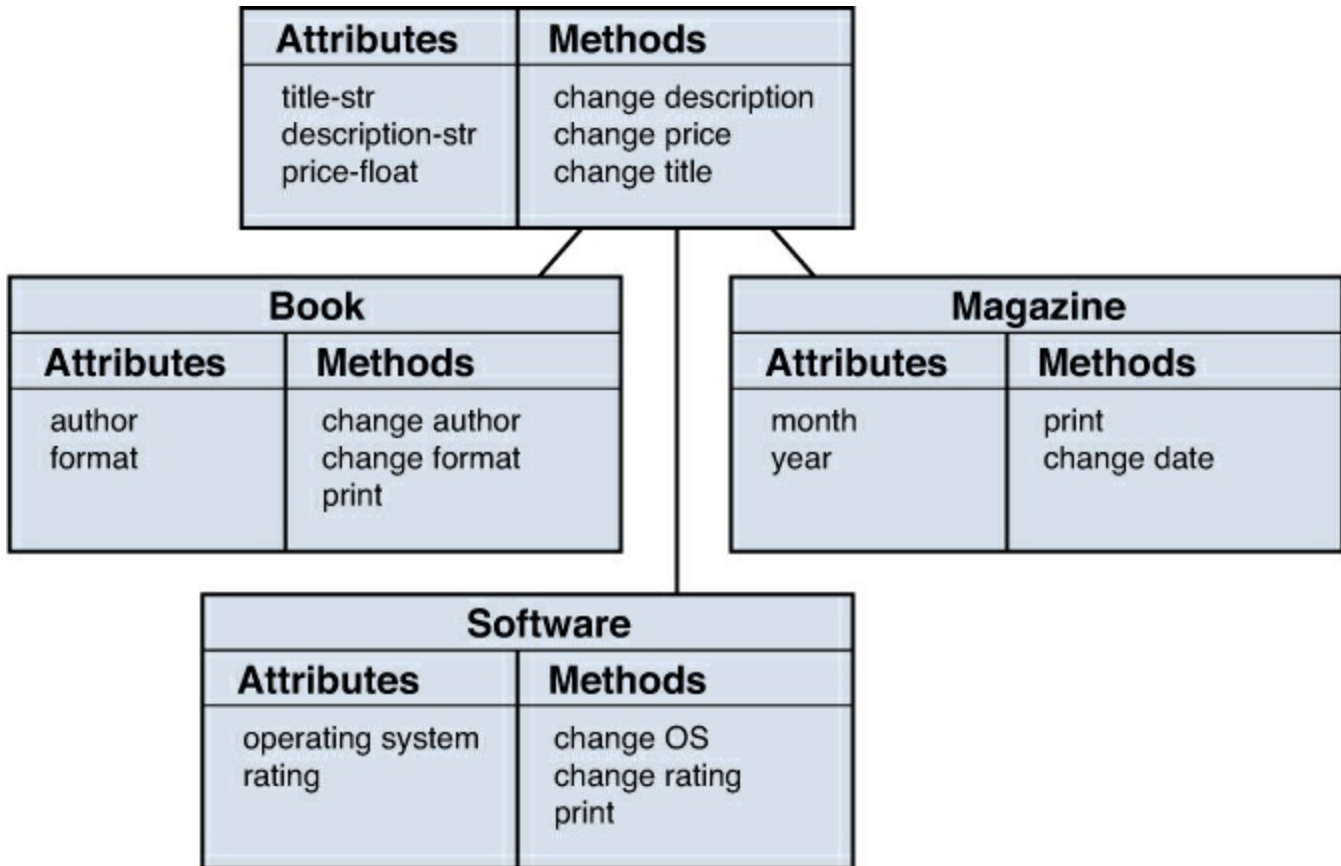 Attributes Methods
title-str change description
description-str change price
price-float change title
Book
Attributes Methods
author change author
format change format
print
Magazine
Attributes Methods
month print
year change date
Software
Attributes Methods
operating system change OS
rating change rating
print